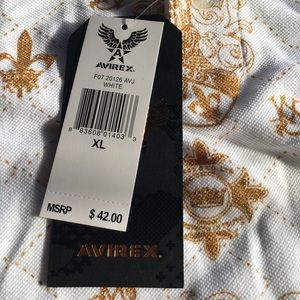 AVIREX
F07 20126 AVJ
WHITE
8 83608 01403 3
XL
MSRP $ 42.00
AVIREX